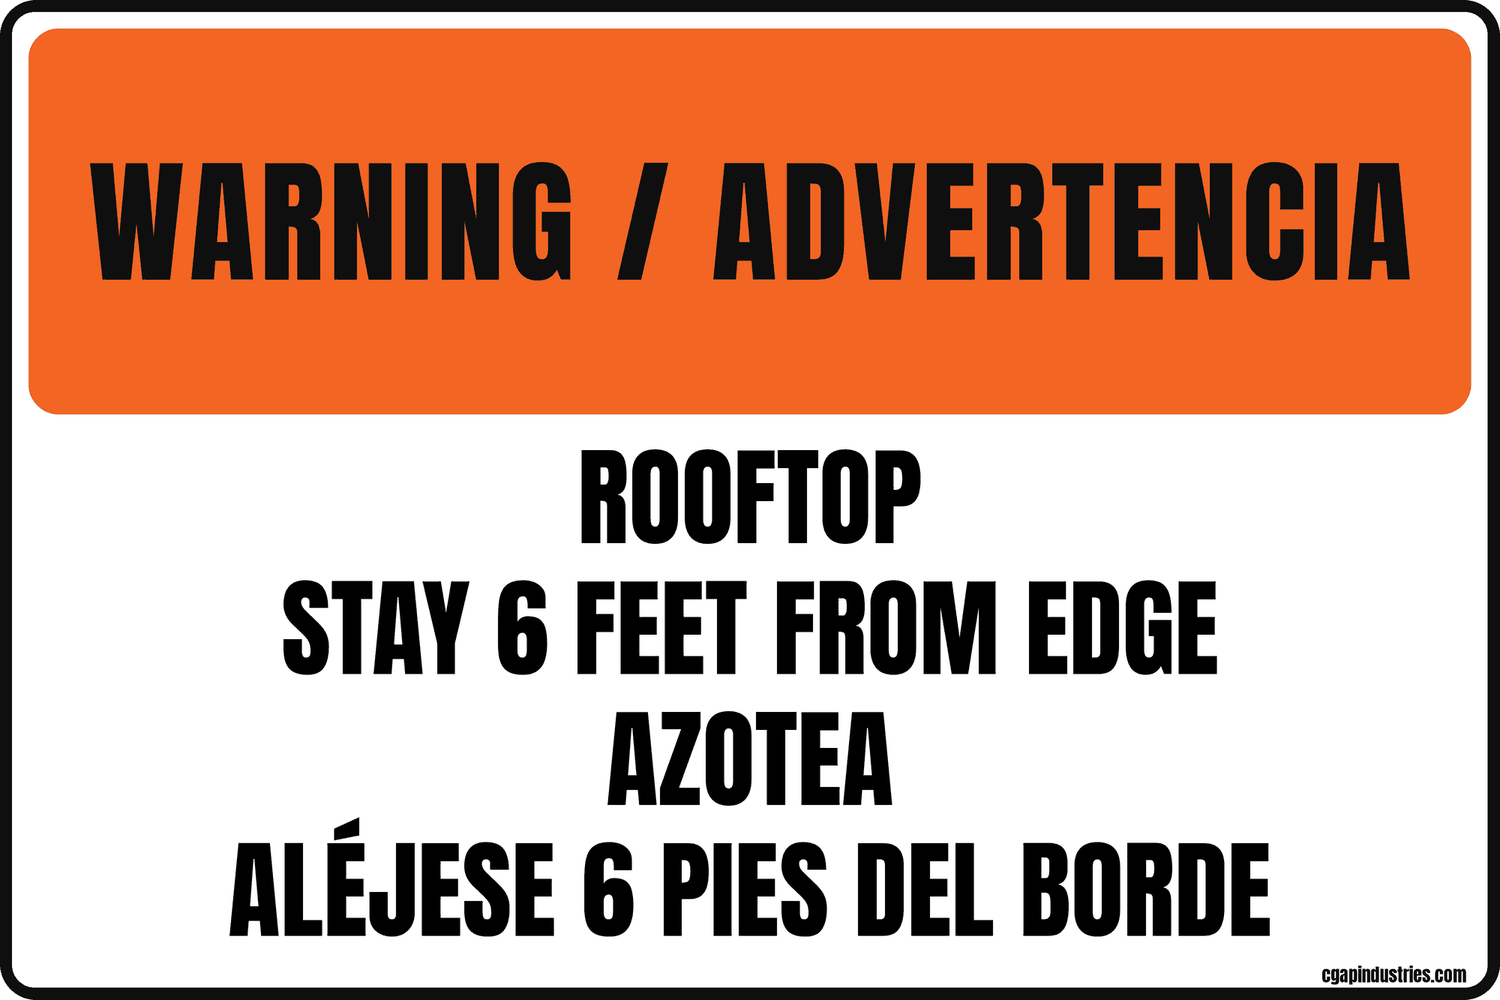 WARNING / ADVERTENCIA
ROOFTOP
STAY 6 FEET FROM EDGE
AZOTEA
ALÉJESE 6 PIES DEL BORDE
cgapindustries.com